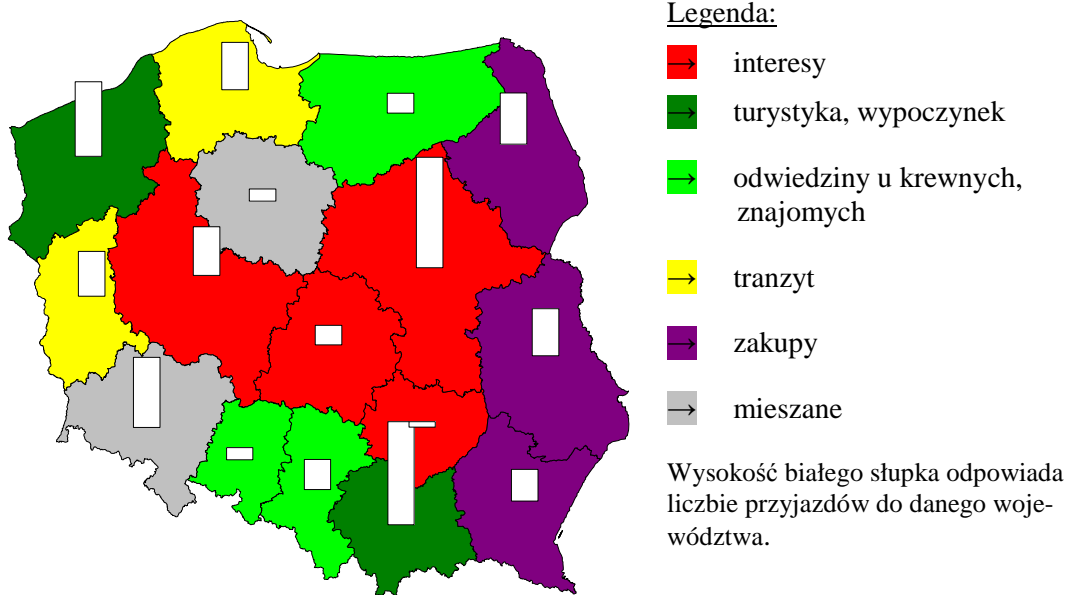 Legenda:
→ interesy
→ turystyka, wypoczynek
→ odwiedziny u krewnych,
znajomych
→ tranzyt
→ zakupy
→ mieszane
Wysokość białego słupka odpowiada
liczbie przyjazdów do danego woje-
wództwa.